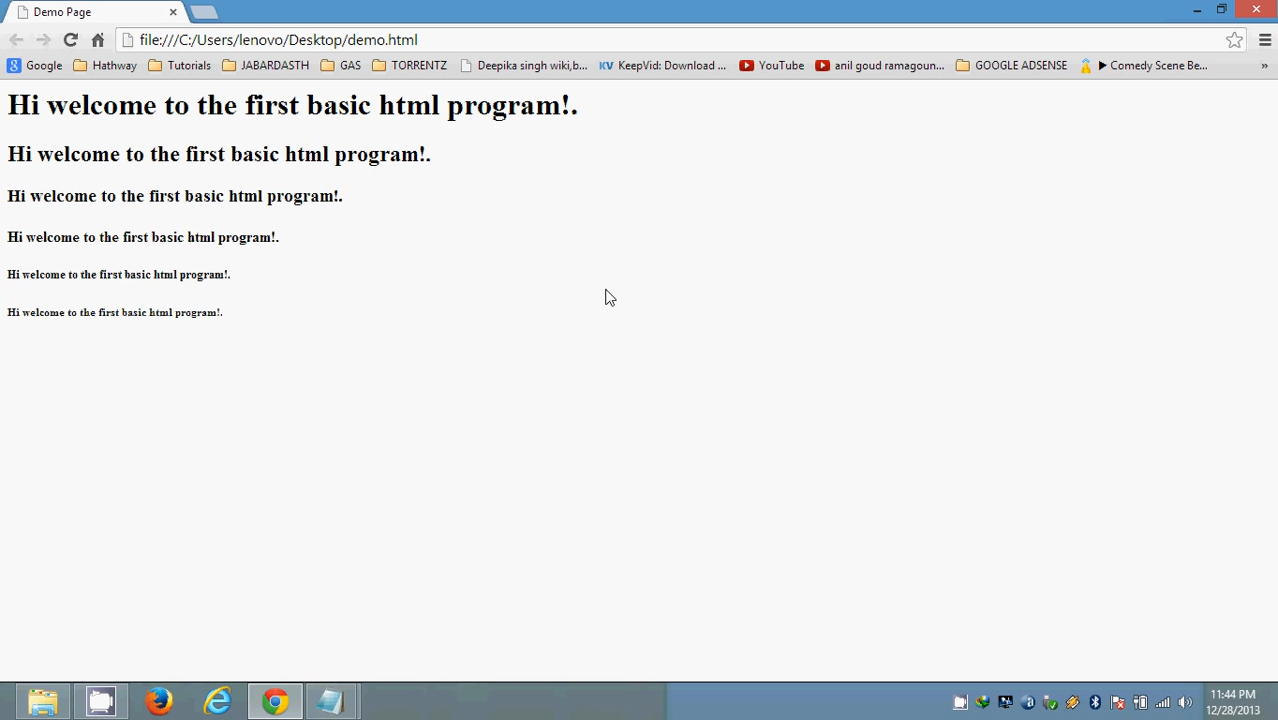 Demo Page
file:///C:/Users/lenovo/Desktop/demo.html
Google Hathway Tutorials JABARDASTH GAS TORRENTZ Deepika singh wiki,b... KV KeepVid: Download ... YouTube anil goud ramagoun... GOOGLE ADSENSE ▶ Comedy Scene Be... »
Hi welcome to the first basic html program!.
Hi welcome to the first basic html program!.
Hi welcome to the first basic html program!.
Hi welcome to the first basic html program!.
Hi welcome to the first basic html program!.
Hi welcome to the first basic html program!.
11:44 PM
12/28/2013